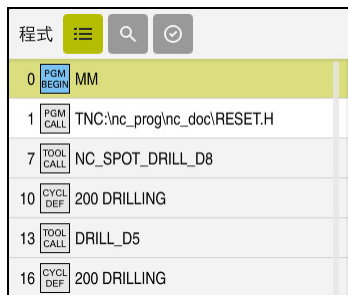 程式
0 PGM BEGIN MM
1 PGM CALL TNC:\nc_prog\nc_doc\RESET.H
7 TOOL CALL NC_SPOT_DRILL_D8
10 CYCL DEF 200 DRILLING
13 TOOL CALL DRILL_D5
16 CYCL DEF 200 DRILLING